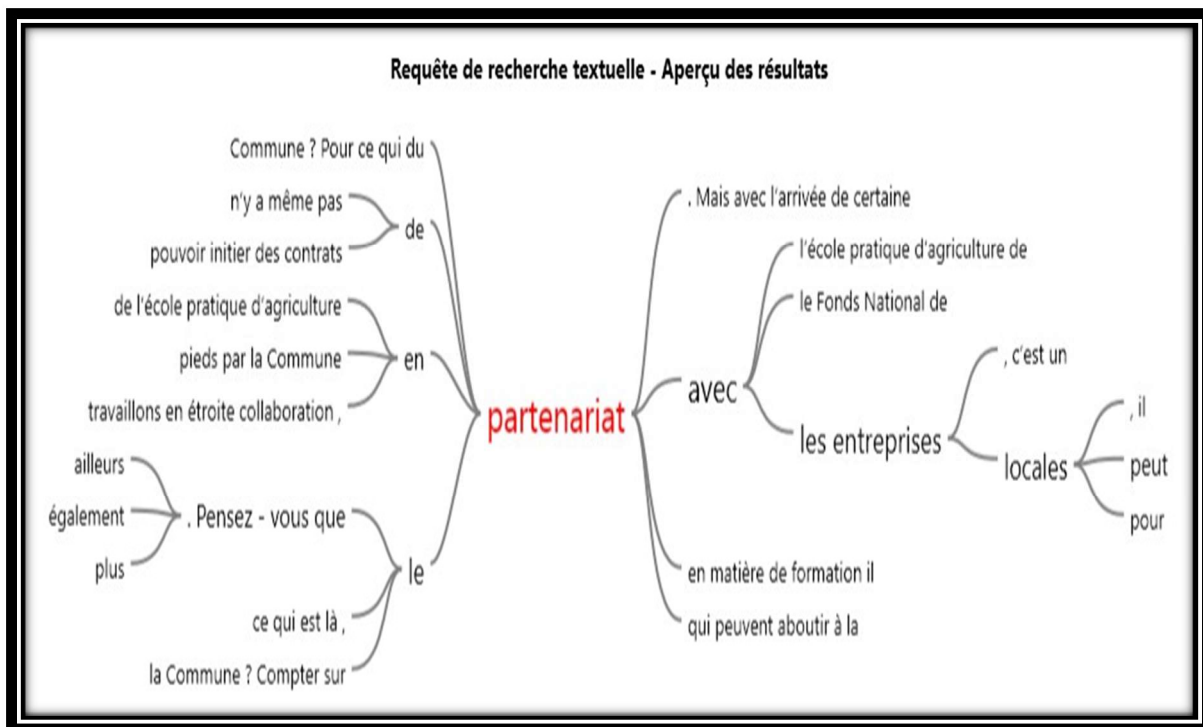 Requête de recherche textuelle - Aperçu des résultats
Commune ? Pour ce qui du
n'y a même pas
de
pouvoir initier des contrats
de l'école pratique d'agriculture
pieds par la Commune
en
travaillons en étroite collaboration ,
ailleurs
également
plus
. Pensez - vous que
le
ce qui est là ,
la Commune ? Compter sur
partenariat
. Mais avec l'arrivée de certaine
avec
l'école pratique d'agriculture de
le Fonds National de
les entreprises
, c'est un
locales
, il
peut
pour
en matière de formation il
qui peuvent aboutir à la